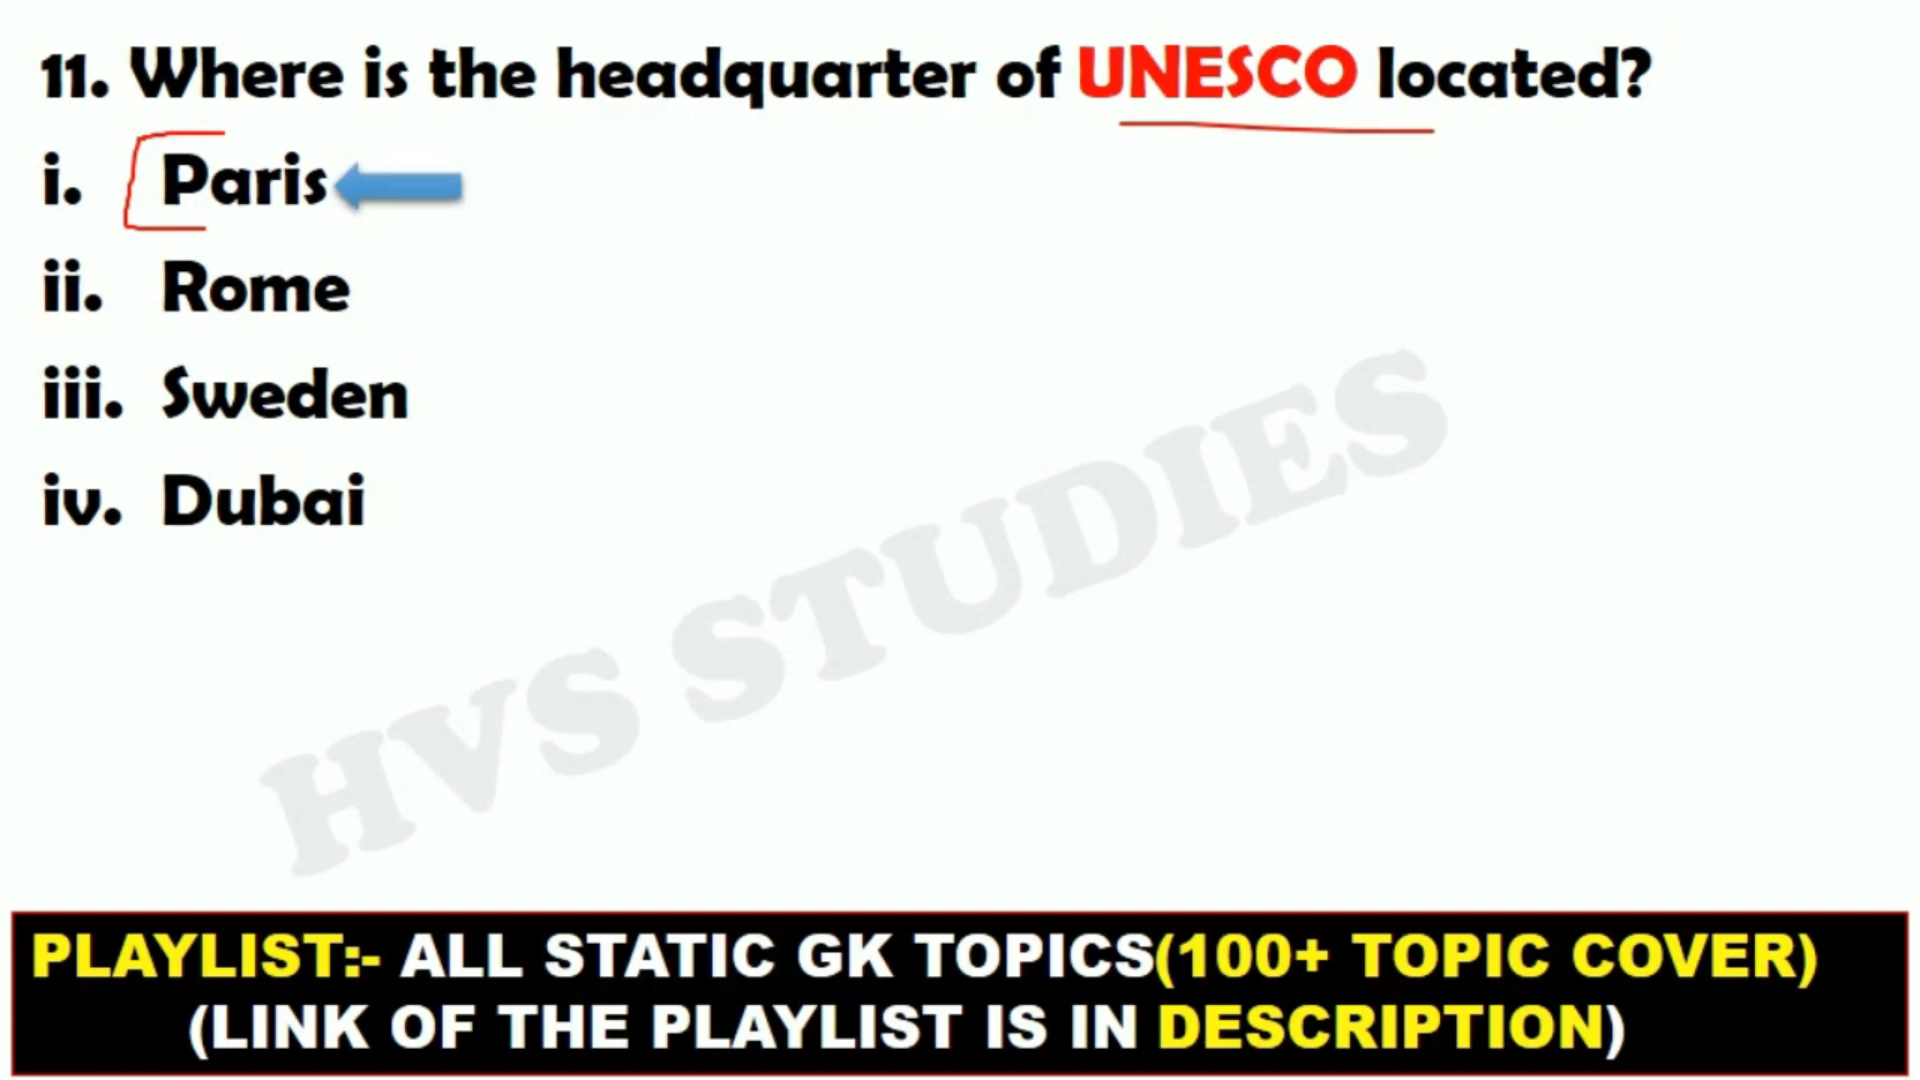 11. Where is the headquarter of UNESCO located?
i. Paris
ii. Rome
iii. Sweden
iv. Dubai
HVS STUDIES
PLAYLIST:- ALL STATIC GK TOPICS(100+ TOPIC COVER)
(LINK OF THE PLAYLIST IS IN DESCRIPTION)